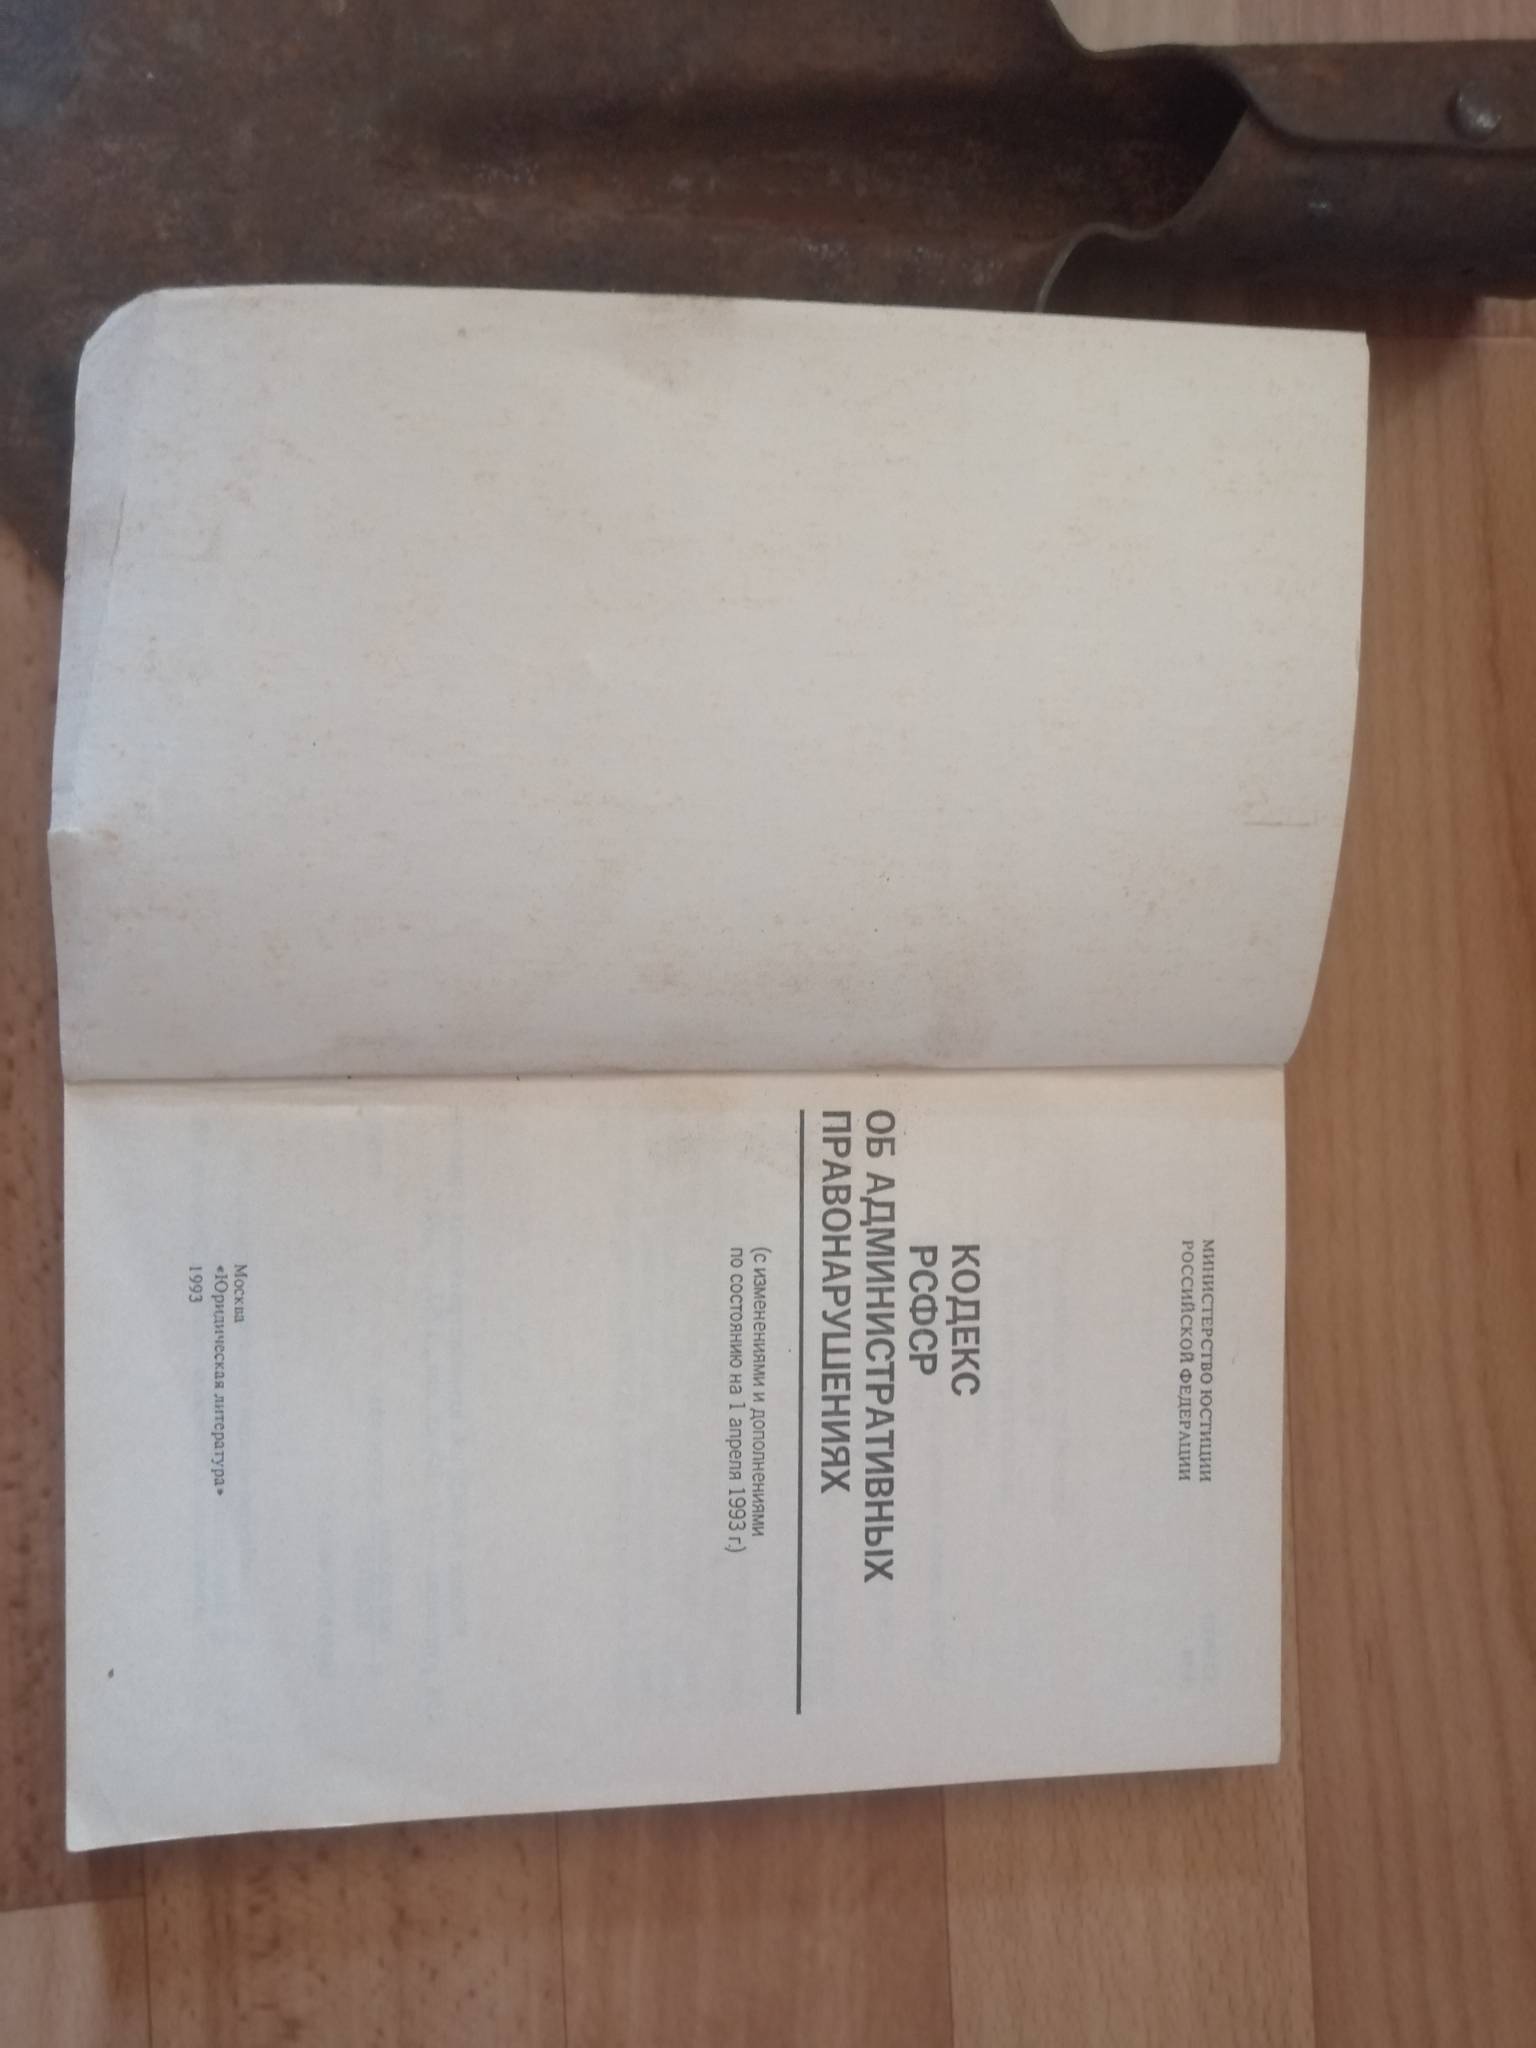 МИНИСТЕРСТВО ЮСТИЦИИ
РОССИЙСКОЙ ФЕДЕРАЦИИ
КОДЕКС
РСФСР
ОБ АДМИНИСТРАТИВНЫХ
ПРАВОНАРУШЕНИЯХ
(с изменениями и дополнениями
по состоянию на 1 апреля 1993 г.)
Москва
«Юридическая литература»
1993